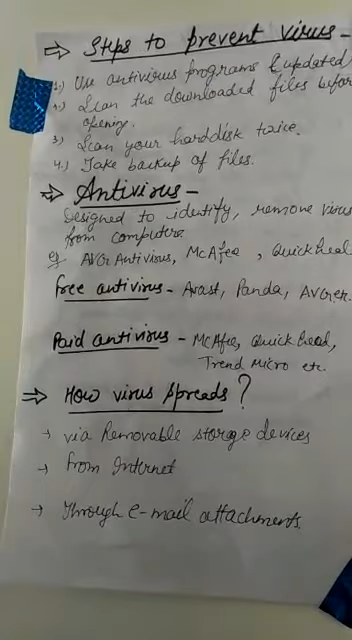 ⇒ Steps to prevent virus -
1.) Use antivirus programs (updated)
2.) Scan the downloaded files before
opening.
3) Scan your harddisk twice.
4.) Take backup of files.
⇒ Antivirus -
Designed to identify, remove virus
from computers
eg AVG Antivirus, McAfee, Quick heal
Free antivirus - Avast, Panda, AVG etc.
Paid antivirus - McAfee, Quick heal,
Trend Micro etc.
⇒ How virus spreads?
→ via Removable storage devices
→ from Internet
→ Through e-mail attachments.